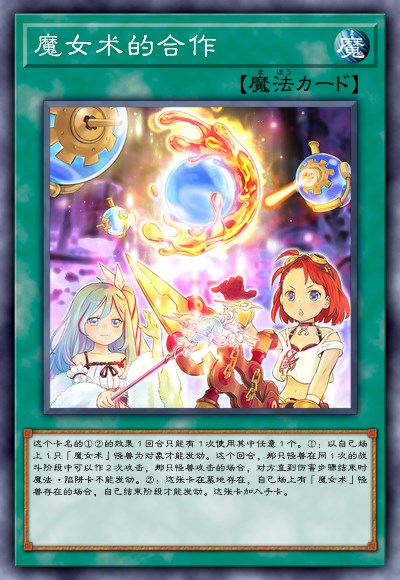 魔女术的合作
魔
【魔法カード】
ま ほう
这个卡名的①②的效果1回合只能有1次使用其中任意1个。①：以自己场
上1只「魔女术」怪兽为对象才能发动。这个回合，那只怪兽在同1次的战
斗阶段中可以作2次攻击，那只怪兽攻击的场合，对方直到伤害步骤结束时
魔法·陷阱卡不能发动。②：这张卡在墓地存在，自己场上有「魔女术」怪
兽存在的场合，自己结束阶段才能发动。这张卡加入手卡。